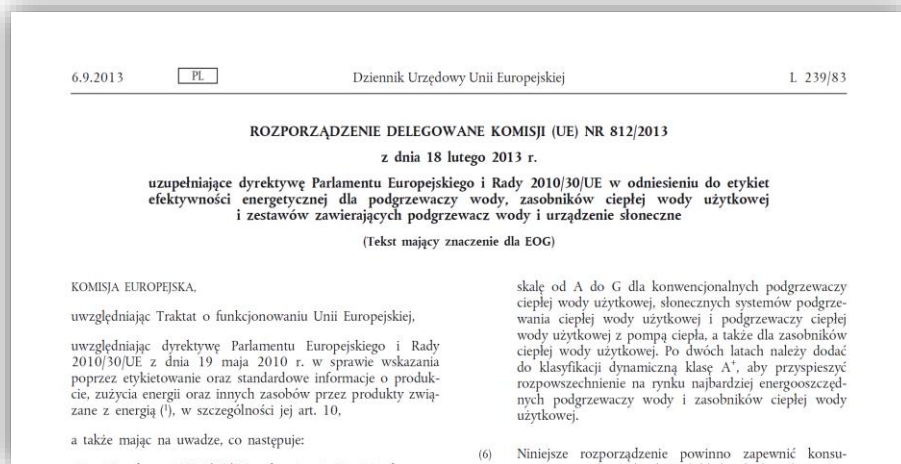 6.9.2013 PL Dziennik Urzędowy Unii Europejskiej L 239/83
ROZPORZĄDZENIE DELEGOWANE KOMISJI (UE) NR 812/2013
z dnia 18 lutego 2013 r.
uzupełniające dyrektywę Parlamentu Europejskiego i Rady 2010/30/UE w odniesieniu do etykiet
efektywności energetycznej dla podgrzewaczy wody, zasobników ciepłej wody użytkowej
i zestawów zawierających podgrzewacz wody i urządzenie słoneczne
(Tekst mający znaczenie dla EOG)
KOMISJA EUROPEJSKA,
uwzględniając Traktat o funkcjonowaniu Unii Europejskiej,
uwzględniając dyrektywę Parlamentu Europejskiego i Rady
2010/30/UE z dnia 19 maja 2010 r. w sprawie wskazania
poprzez etykietowanie oraz standardowe informacje o produk-
cie, zużycia energii oraz innych zasobów przez produkty zwią-
zane z energią (¹), w szczególności jej art. 10,
a także mając na uwadze, co następuje:
skalę od A do G dla konwencjonalnych podgrzewaczy
ciepłej wody użytkowej, słonecznych systemów podgrze-
wania ciepłej wody użytkowej i podgrzewaczy ciepłej
wody użytkowej z pompą ciepła, a także dla zasobników
ciepłej wody użytkowej. Po dwóch latach należy dodać
do klasyfikacji dynamiczną klasę A⁺, aby przyspieszyć
rozpowszechnienie na rynku najbardziej energooszczęd-
nych podgrzewaczy wody i zasobników ciepłej wody
użytkowej.
(6) Niniejsze rozporządzenie powinno zapewnić konsu-